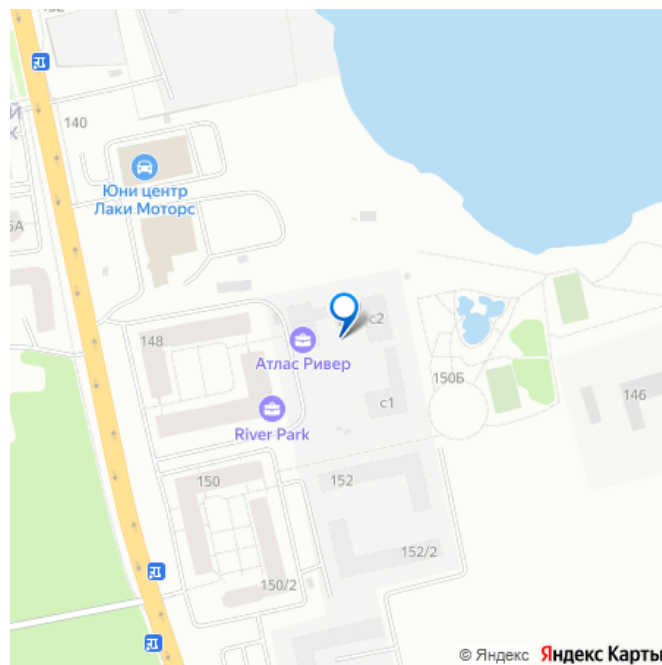 140
Юни центр
Лаки Моторс
148
с2
Атлас Ривер
150Б
146
с1
River Park
150
152
152/2
150/2
© Яндекс Яндекс Карты